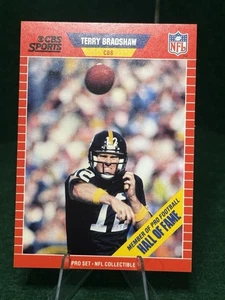 CBS SPORTS
TERRY BRADSHAW
CBS
NFL
12
MEMBER OF PRO FOOTBALL
HALL OF FAME
PRO SET • NFL COLLECTIBLE